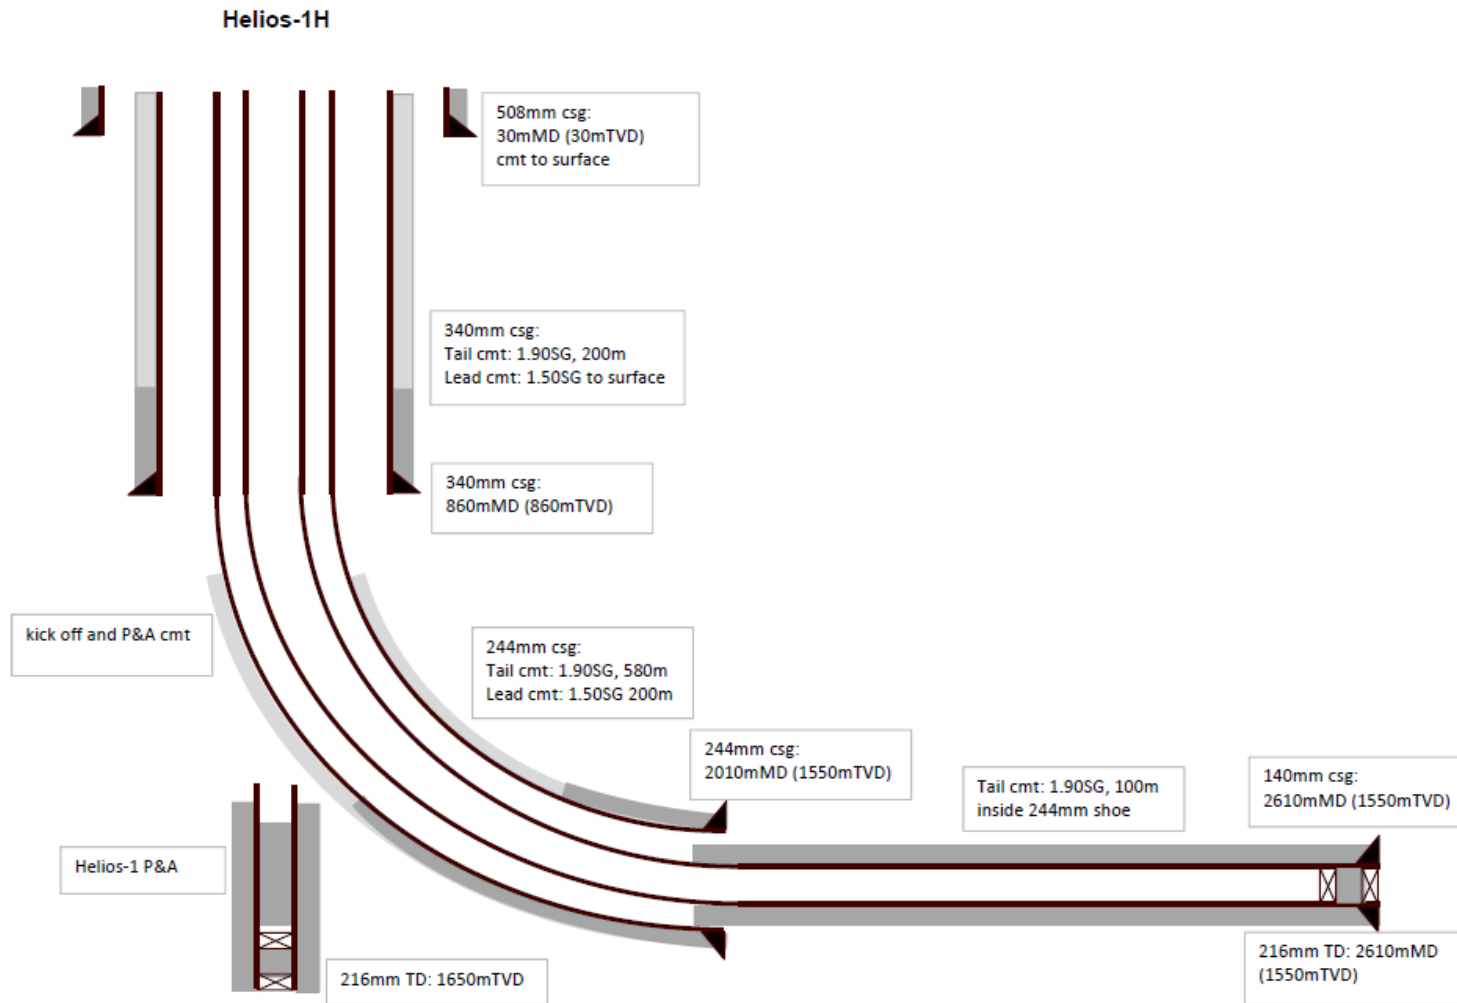 Helios-1H
508mm csg:
30mMD (30mTVD)
cmt to surface
340mm csg:
Tail cmt: 1.90SG, 200m
Lead cmt: 1.50SG to surface
340mm csg:
860mMD (860mTVD)
kick off and P&A cmt
244mm csg:
Tail cmt: 1.90SG, 580m
Lead cmt: 1.50SG 200m
244mm csg:
2010mMD (1550mTVD)
Tail cmt: 1.90SG, 100m
inside 244mm shoe
140mm csg:
2610mMD (1550mTVD)
Helios-1 P&A
216mm TD: 1650mTVD
216mm TD: 2610mMD
(1550mTVD)